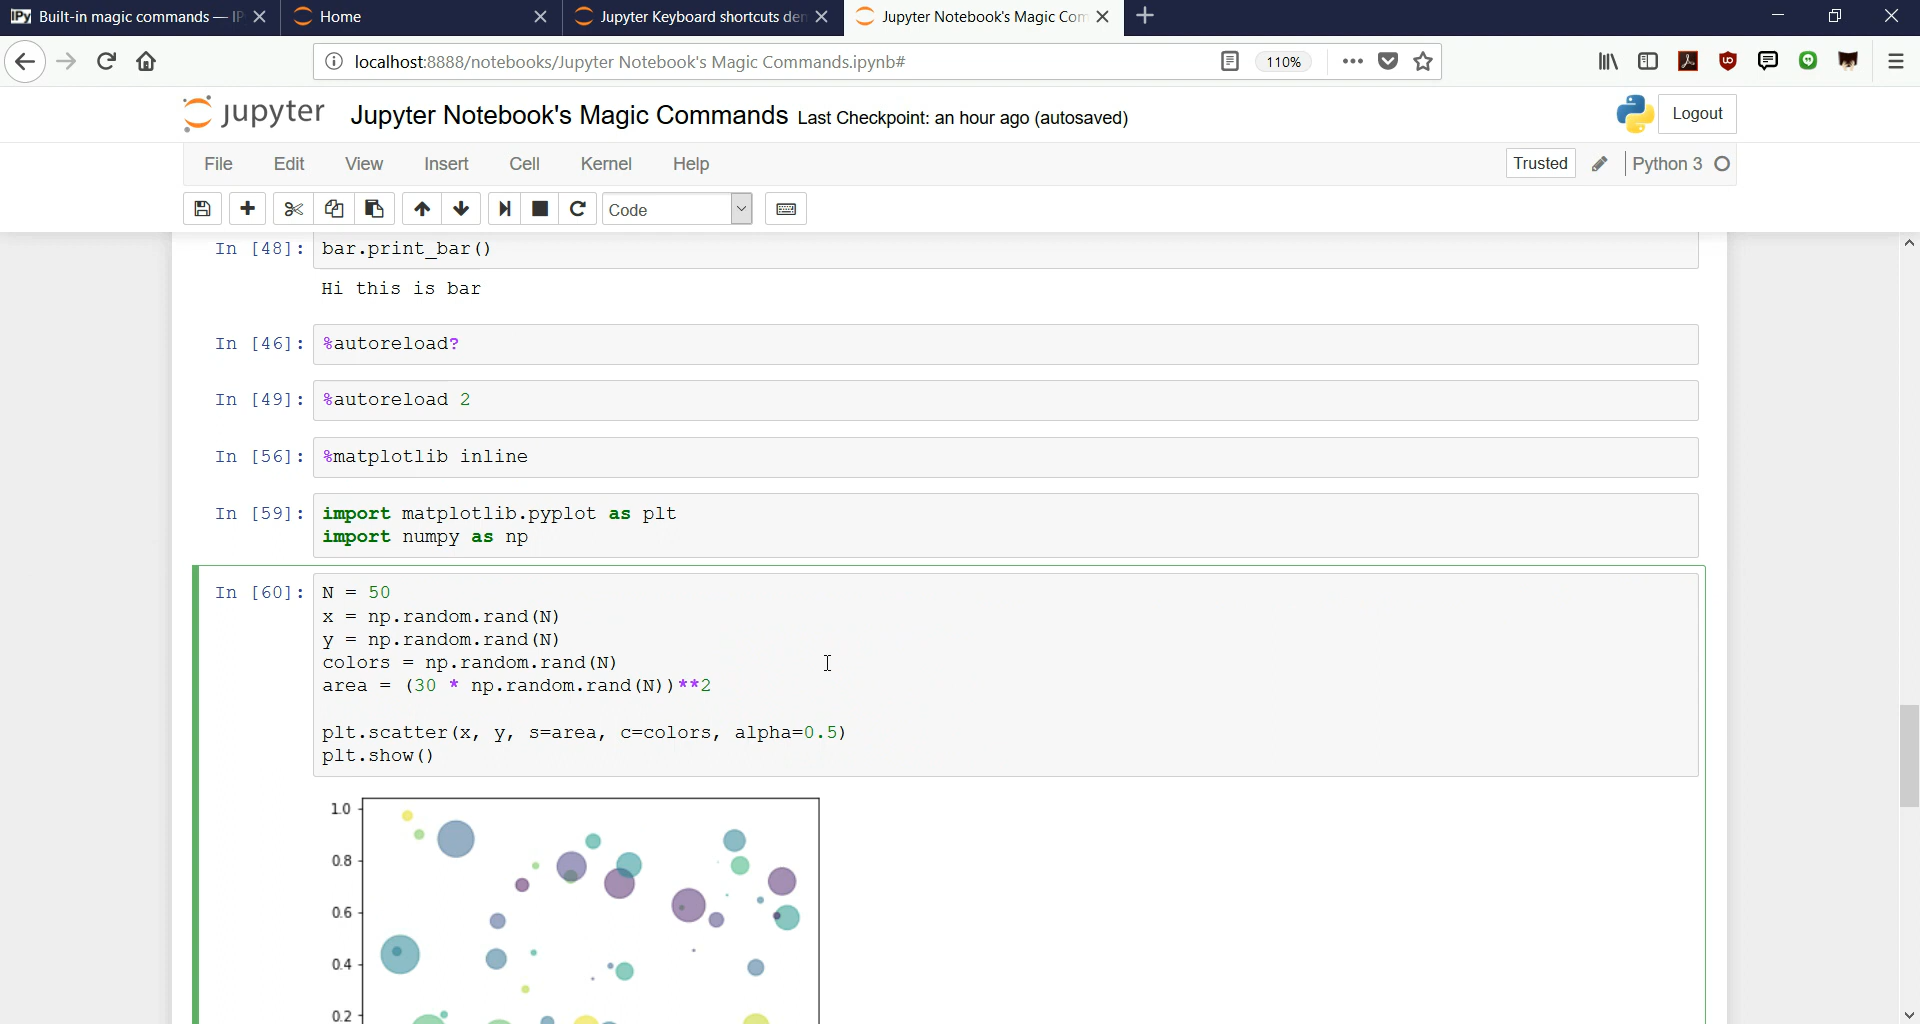 Built-in magic commands — IP
Home
Jupyter Keyboard shortcuts den
Jupyter Notebook's Magic Com
localhost:8888/notebooks/Jupyter Notebook's Magic Commands.ipynb#
110%
jupyter Jupyter Notebook's Magic Commands Last Checkpoint: an hour ago (autosaved)
Logout
File Edit View Insert Cell Kernel Help
Trusted
Python 3
Code
In [48]: bar.print_bar()
Hi this is bar
In [46]: %autoreload?
In [49]: %autoreload 2
In [56]: %matplotlib inline
In [59]: import matplotlib.pyplot as plt
import numpy as np
In [60]: N = 50
x = np.random.rand(N)
y = np.random.rand(N)
colors = np.random.rand(N)
area = (30 * np.random.rand(N))**2
plt.scatter(x, y, s=area, c=colors, alpha=0.5)
plt.show()
1.0
0.8
0.6
0.4
0.2